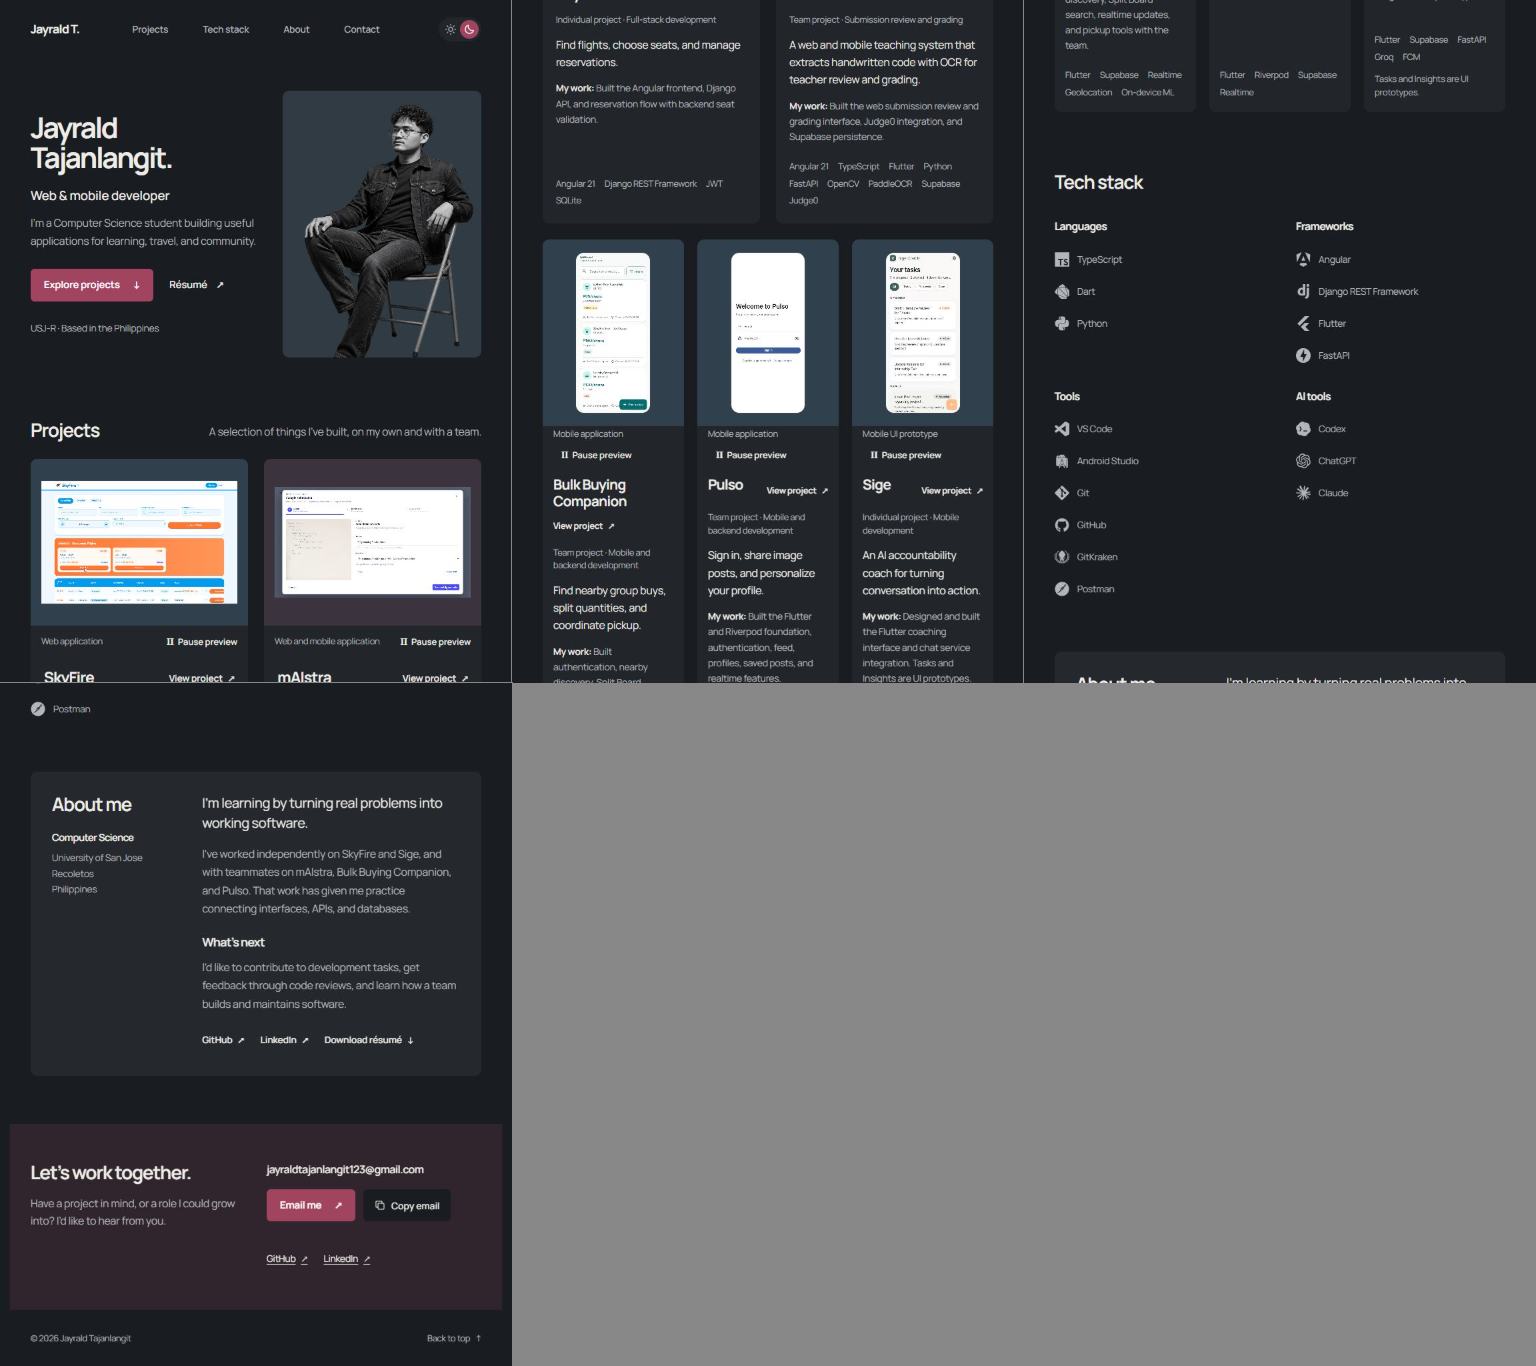 Jayrald T.
Projects
Tech stack
About
Contact
Jayrald
Tajanlangit.
Web & mobile developer
I'm a Computer Science student building useful
applications for learning, travel, and community.
Explore projects ↓
Résumé ↗
USJ-R · Based in the Philippines
Projects
A selection of things I've built, on my own and with a team.
Web application
Pause preview
Web and mobile application
Pause preview
SkyFire
View project ↗
mAIstra
View project ↗
Individual project · Full-stack development
Find flights, choose seats, and manage
reservations.
My work: Built the Angular frontend, Django
API, and reservation flow with backend seat
validation.
Angular 21 Django REST Framework JWT
SQLite
Team project · Submission review and grading
A web and mobile teaching system that
extracts handwritten code with OCR for
teacher review and grading.
My work: Built the web submission review and
grading interface, Judge0 integration, and
Supabase persistence.
Angular 21 TypeScript Flutter Python
FastAPI OpenCV PaddleOCR Supabase
Judge0
Mobile application
Pause preview
Bulk Buying
Companion
View project ↗
Team project · Mobile and
backend development
Find nearby group buys,
split quantities, and
coordinate pickup.
My work: Built
authentication, nearby
discovery, Split Board
Welcome to Pulso
Mobile application
Pause preview
Pulso
View project ↗
Team project · Mobile and
backend development
Sign in, share image
posts, and personalize
your profile.
My work: Built the Flutter
and Riverpod foundation,
authentication, feed,
profiles, saved posts, and
realtime features.
Your tasks
Mobile UI prototype
Pause preview
Sige
View project ↗
Individual project · Mobile
development
An AI accountability
coach for turning
conversation into action.
My work: Designed and built
the Flutter coaching
interface and chat service
integration. Tasks and
Insights are UI prototypes.
discovery, Split Board
search, realtime updates,
and pickup tools with the
team.
Flutter Supabase Realtime
Geolocation On-device ML
Flutter Riverpod Supabase
Realtime
Flutter Supabase FastAPI
Groq FCM
Tasks and Insights are UI
prototypes.
Tech stack
Languages
TypeScript
Dart
Python
Frameworks
Angular
Django REST Framework
Flutter
FastAPI
Tools
VS Code
Android Studio
Git
GitHub
GitKraken
Postman
AI tools
Codex
ChatGPT
Claude
About me
I'm learning by turning real problems into
Postman
About me
Computer Science
University of San Jose
Recoletos
Philippines
I'm learning by turning real problems into
working software.
I've worked independently on SkyFire and Sige, and
with teammates on mAIstra, Bulk Buying Companion,
and Pulso. That work has given me practice
connecting interfaces, APIs, and databases.
What's next
I'd like to contribute to development tasks, get
feedback through code reviews, and learn how a team
builds and maintains software.
GitHub ↗ LinkedIn ↗ Download résumé ↓
Let's work together.
Have a project in mind, or a role I could grow
into? I'd like to hear from you.
jayraldtajanlangit123@gmail.com
Email me ↗
Copy email
GitHub ↗ LinkedIn ↗
© 2026 Jayrald Tajanlangit
Back to top ↑